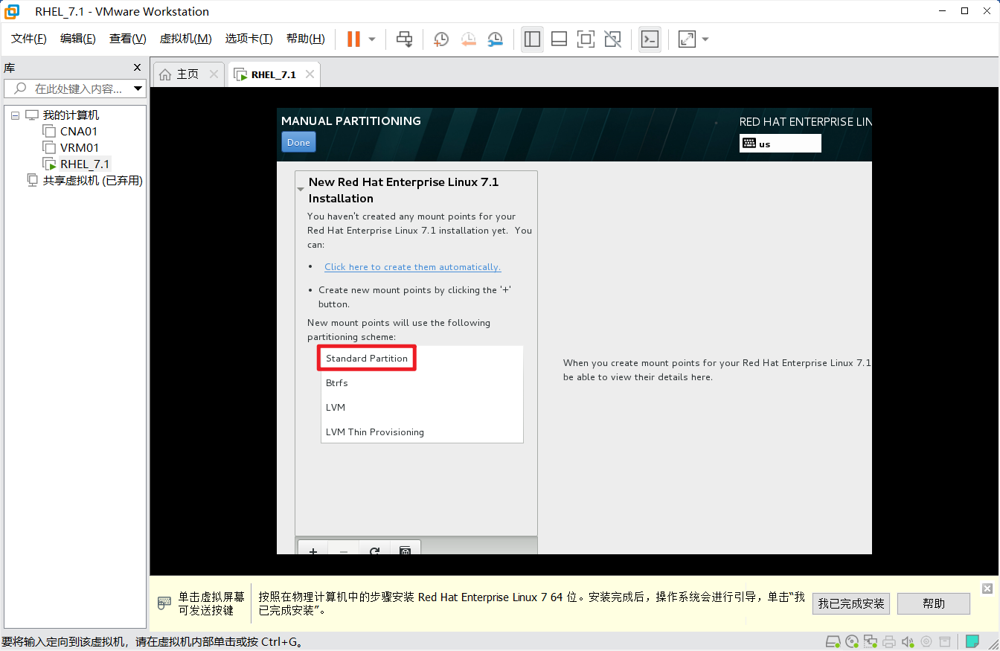 RHEL_7.1 - VMware Workstation
文件(F) 编辑(E) 查看(V) 虚拟机(M) 选项卡(T) 帮助(H)
库
在此处键入内容...
我的计算机
CNA01
VRM01
RHEL_7.1
共享虚拟机 (已弃用)
主页
RHEL_7.1
MANUAL PARTITIONING
Done
RED HAT ENTERPRISE LIN
us
New Red Hat Enterprise Linux 7.1
Installation
You haven't created any mount points for your
Red Hat Enterprise Linux 7.1 installation yet. You
can:
• Click here to create them automatically.
• Create new mount points by clicking the '+'
button.
New mount points will use the following
partitioning scheme:
Standard Partition
Btrfs
LVM
LVM Thin Provisioning
When you create mount points for your Red Hat Enterprise Linux 7.1
be able to view their details here.
单击虚拟屏幕
可发送按键
按照在物理计算机中的步骤安装 Red Hat Enterprise Linux 7 64 位。安装完成后，操作系统会进行引导，单击“我
已完成安装”。
我已完成安装
帮助
要将输入定向到该虚拟机，请在虚拟机内部单击或按 Ctrl+G。